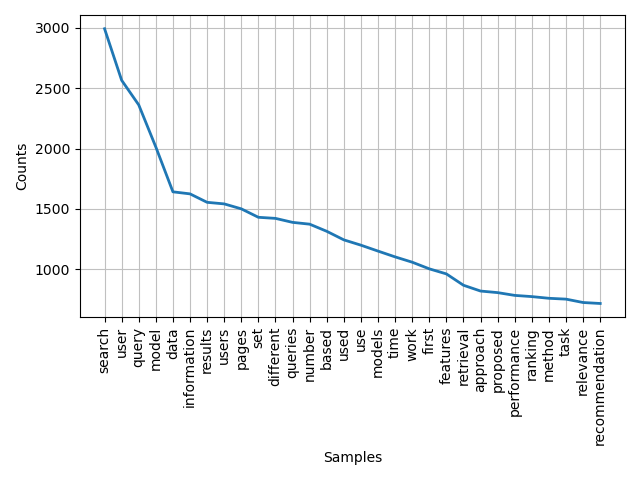 3000
2500
2000
1500
1000
Counts
search
user
query
model
data
information
results
users
pages
set
different
queries
number
based
used
use
models
time
work
first
features
retrieval
approach
proposed
performance
ranking
method
task
relevance
recommendation
Samples